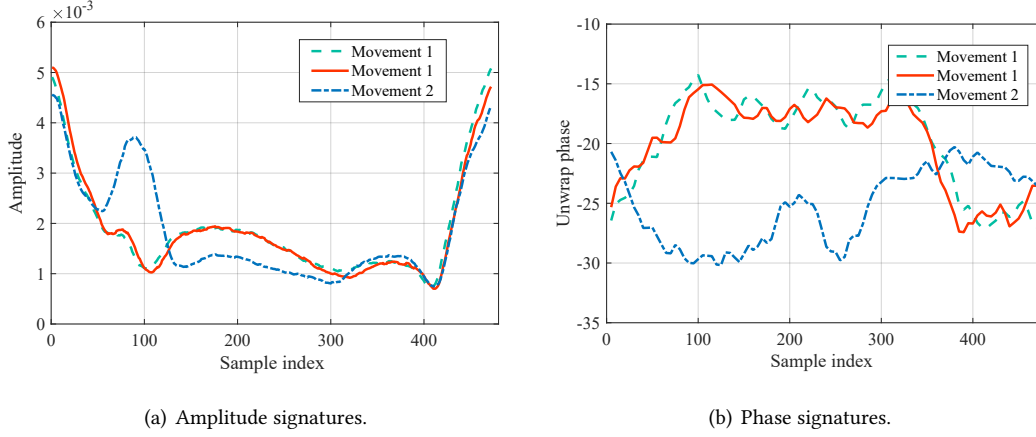 6 ×10⁻³
5
4
3
2
1
0
Amplitude
0 100 200 300 400
Sample index
Movement 1
Movement 1
Movement 2
(a) Amplitude signatures.
-10
-15
-20
-25
-30
-35
Unwrap phase
0 100 200 300 400
Sample index
Movement 1
Movement 1
Movement 2
(b) Phase signatures.